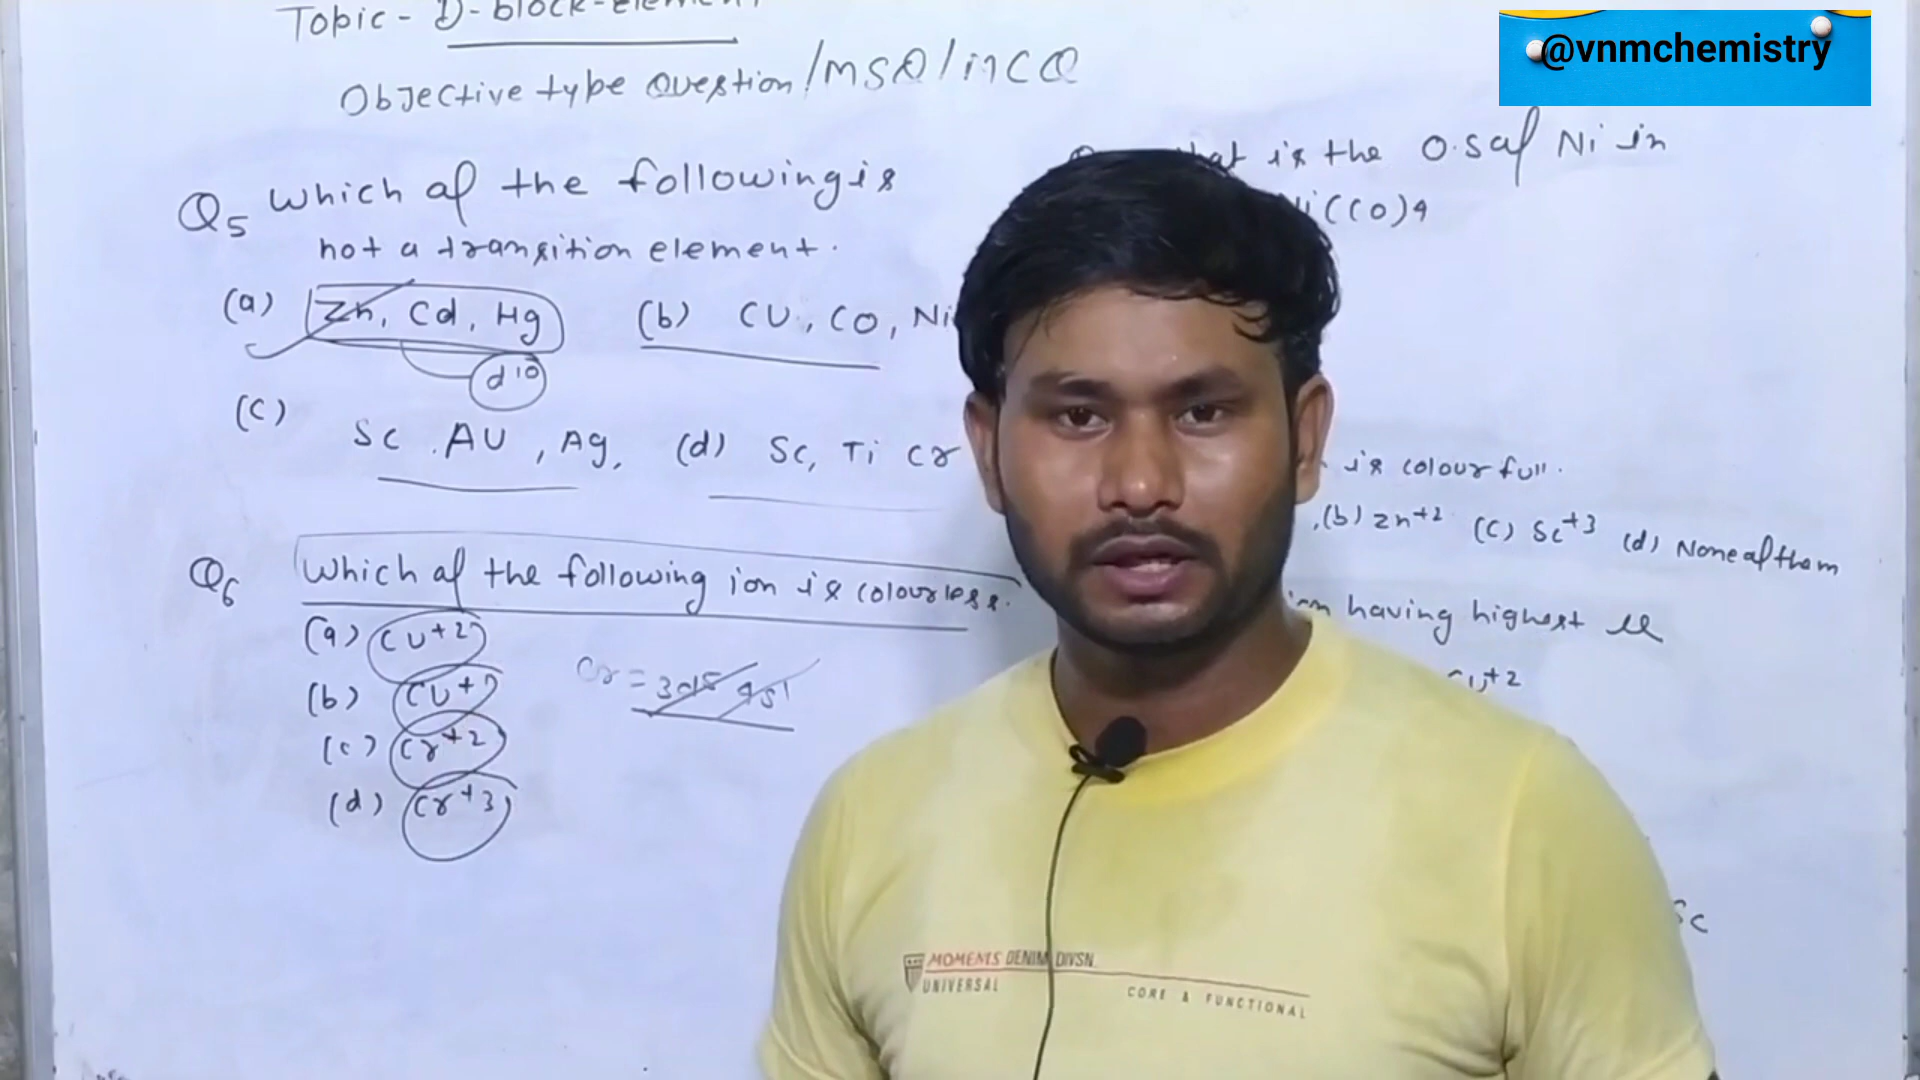 Topic - D-block-element
Objective type Question/MSQ/MCQ
Q5 Which of the following is
not a transition element.
(a) Zn, Cd, Hg (b) CU, CO, Ni
d10
(C) Sc. AU, Ag, (d) Sc, Ti Cr
Q6 Which of the following ion is colourless.
(a) CU+2
(b) CU+1
(c) Cr+2
(d) Cr+3
Cr = 3d5 4s1
is the O.S of Ni in
Ni(CO)4
is colourfull.
(b) Zn+2 (C) Sc+3 (d) None of them
having highest μ
+2
Sc
@vnmchemistry
MOMENTS DENIM DIVSN.
UNIVERSAL
CORE & FUNCTIONAL